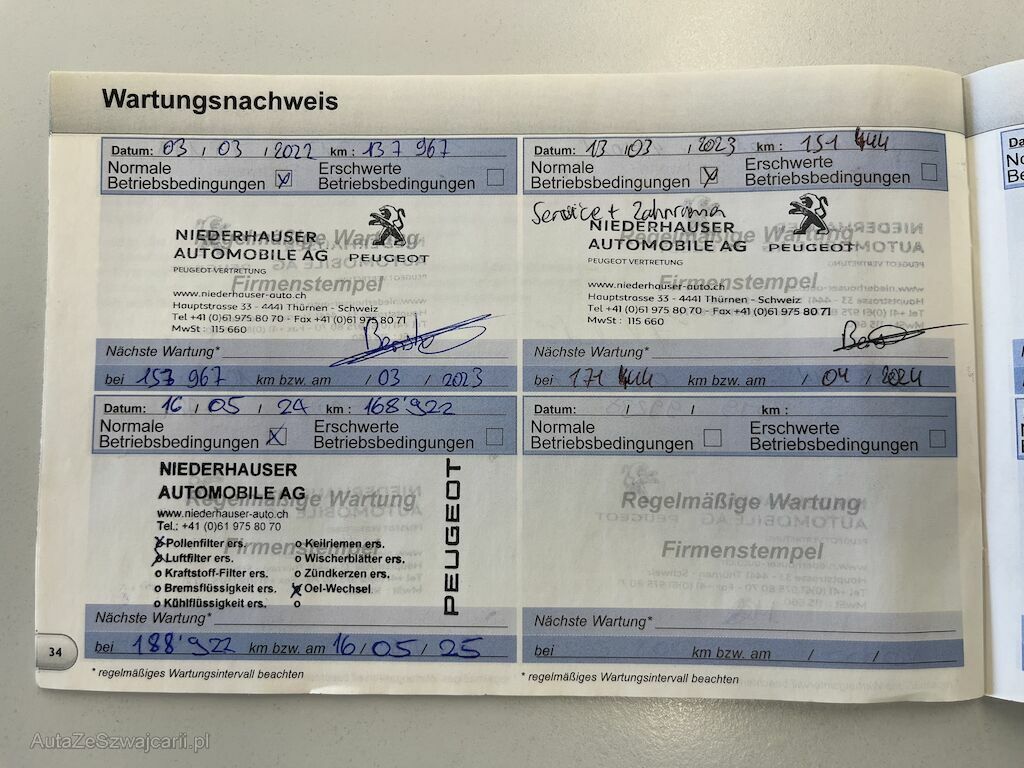 Wartungsnachweis
Datum: 03 / 03 / 2022 km : 137 967
Normale Betriebsbedingungen
Erschwerte Betriebsbedingungen
Regelmäßige Wartung
Firmenstempel
NIEDERHAUSER
AUTOMOBILE AG PEUGEOT
PEUGEOT VERTRETUNG
www.niederhauser-auto.ch
Hauptstrasse 33 - 4441 Thürnen - Schweiz
Tel : +41 (0)61 975 80 70 - Fax +41 (0)61 975 80 71
MwSt : 115 660
Nächste Wartung*
bei 157 967 km bzw. am / 03 / 2023
Datum: 13 / 03 / 2023 km : 151 444
Normale Betriebsbedingungen
Erschwerte Betriebsbedingungen
Service + Zahnriemen
Regelmäßige Wartung
Firmenstempel
NIEDERHAUSER
AUTOMOBILE AG PEUGEOT
PEUGEOT VERTRETUNG
www.niederhauser-auto.ch
Hauptstrasse 33 - 4441 Thürnen - Schweiz
Tel : +41 (0)61 975 80 70 - Fax +41 (0)61 975 80 71
MwSt : 115 660
Nächste Wartung*
bei 171 444 km bzw. am / 04 / 2024
Datum: 16 / 05 / 24 km : 168'922
Normale Betriebsbedingungen
Erschwerte Betriebsbedingungen
Regelmäßige Wartung
Firmenstempel
NIEDERHAUSER
AUTOMOBILE AG
www.niederhauser-auto.ch
Tel.: +41 (0)61 975 80 70
o Pollenfilter ers. o Keilriemen ers.
o Luftfilter ers. o Wischerblätter ers.
o Kraftstoff-Filter ers. o Zündkerzen ers.
o Bremsflüssigkeit ers. Oel-Wechsel
o Kühlflüssigkeit ers. o
PEUGEOT
Nächste Wartung*
bei 188'922 km bzw. am 16 / 05 / 25
* regelmäßiges Wartungsintervall beachten
Datum: / / km :
Normale Betriebsbedingungen
Erschwerte Betriebsbedingungen
Regelmäßige Wartung
Firmenstempel
Nächste Wartung*
bei km bzw. am / /
* regelmäßiges Wartungsintervall beachten
34
AutaZeSzwajcarii.pl